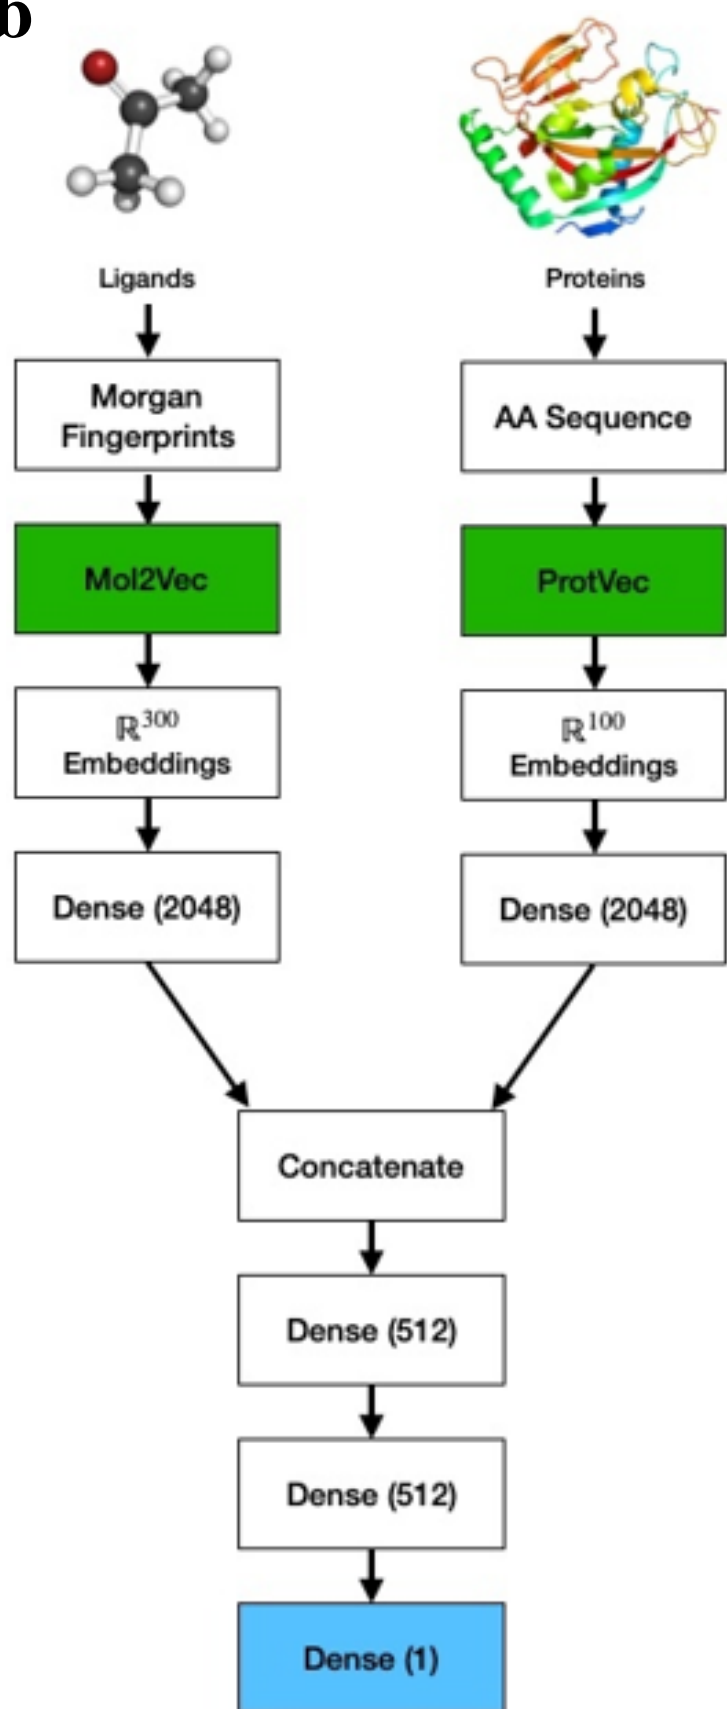 b
Ligands
Proteins
Morgan
Fingerprints
AA Sequence
Mol2Vec
ProtVec
ℝ³⁰⁰
Embeddings
ℝ¹⁰⁰
Embeddings
Dense (2048)
Dense (2048)
Concatenate
Dense (512)
Dense (512)
Dense (1)